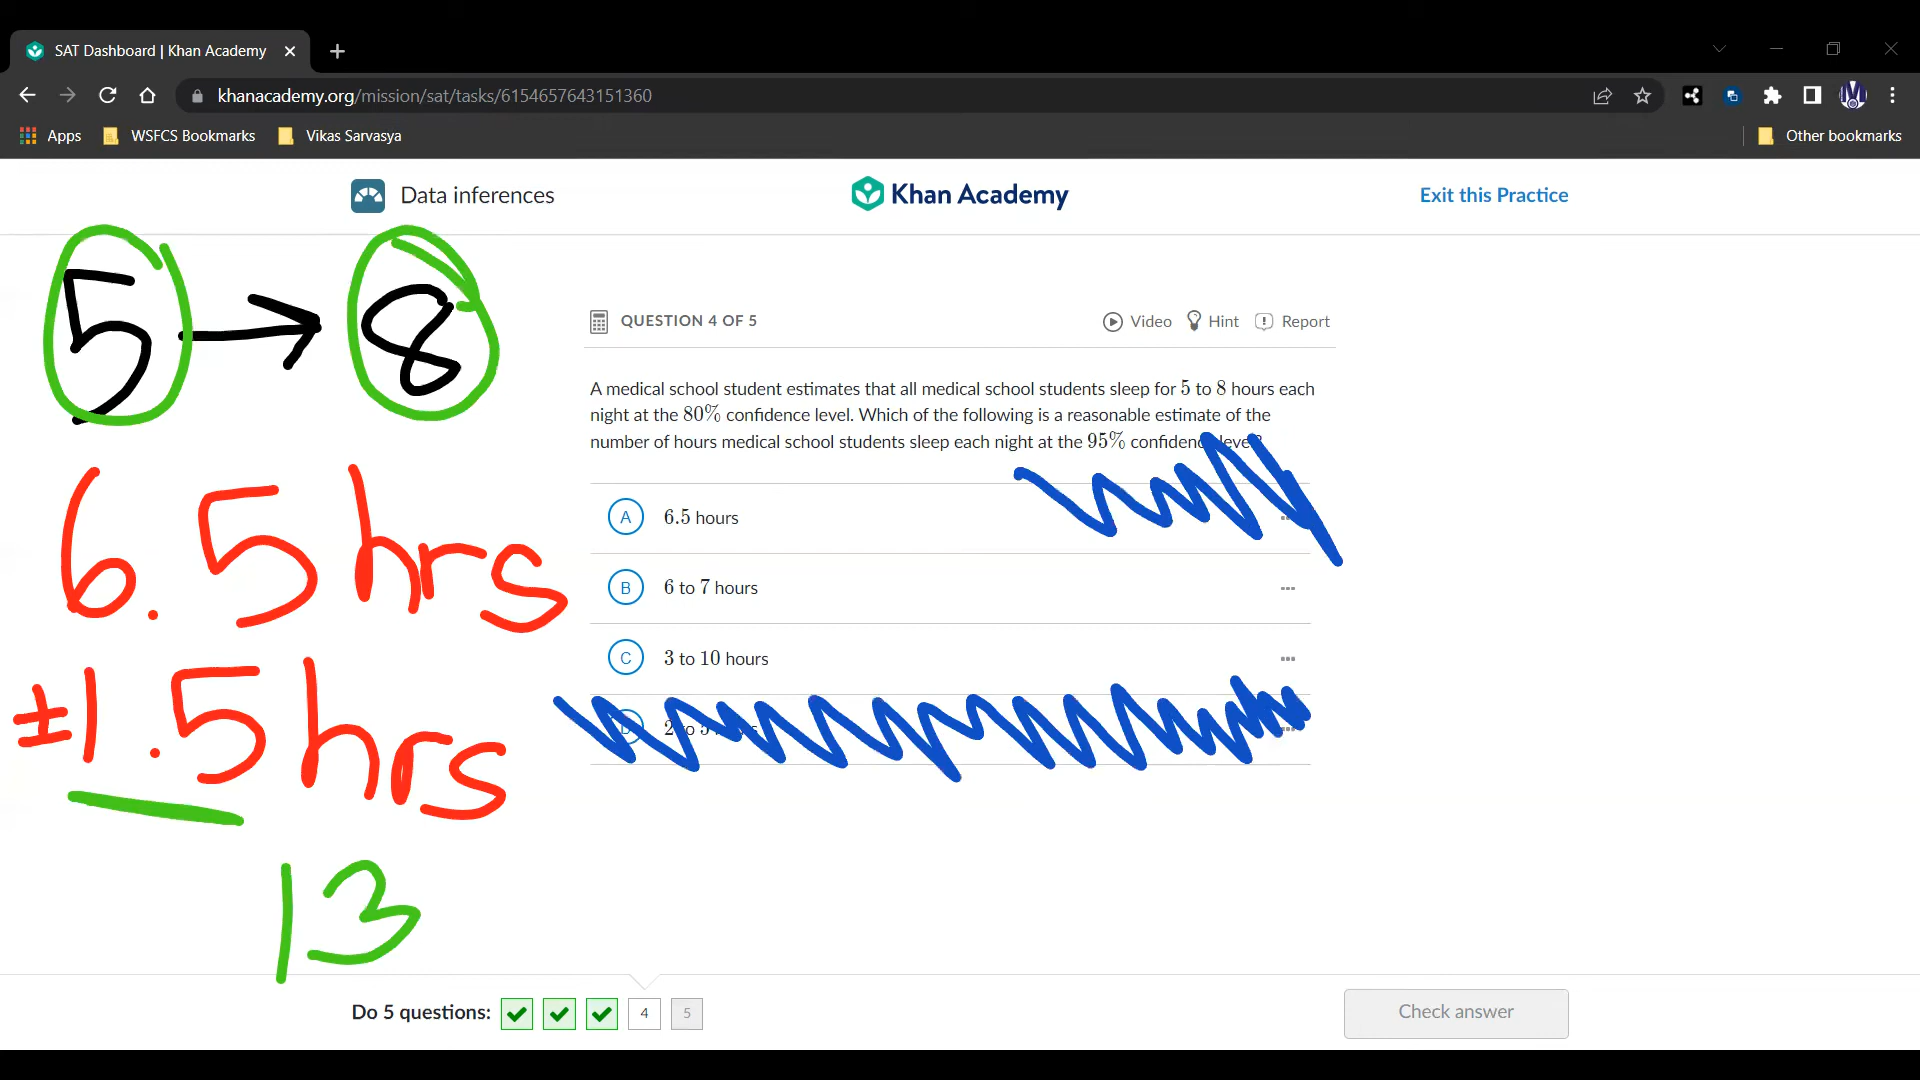 SAT Dashboard | Khan Academy
khanacademy.org/mission/sat/tasks/6154657643151360
Apps WSFCS Bookmarks Vikas Sarvasya Other bookmarks
Data inferences Khan Academy Exit this Practice
5 → 8
QUESTION 4 OF 5 Video Hint Report
A medical school student estimates that all medical school students sleep for 5 to 8 hours each
night at the 80% confidence level. Which of the following is a reasonable estimate of the
number of hours medical school students sleep each night at the 95% confidence level?
6.5 hrs
A 6.5 hours
B 6 to 7 hours
C 3 to 10 hours
±1.5 hrs
D 2 to 5
13
Do 5 questions: 4 5 Check answer